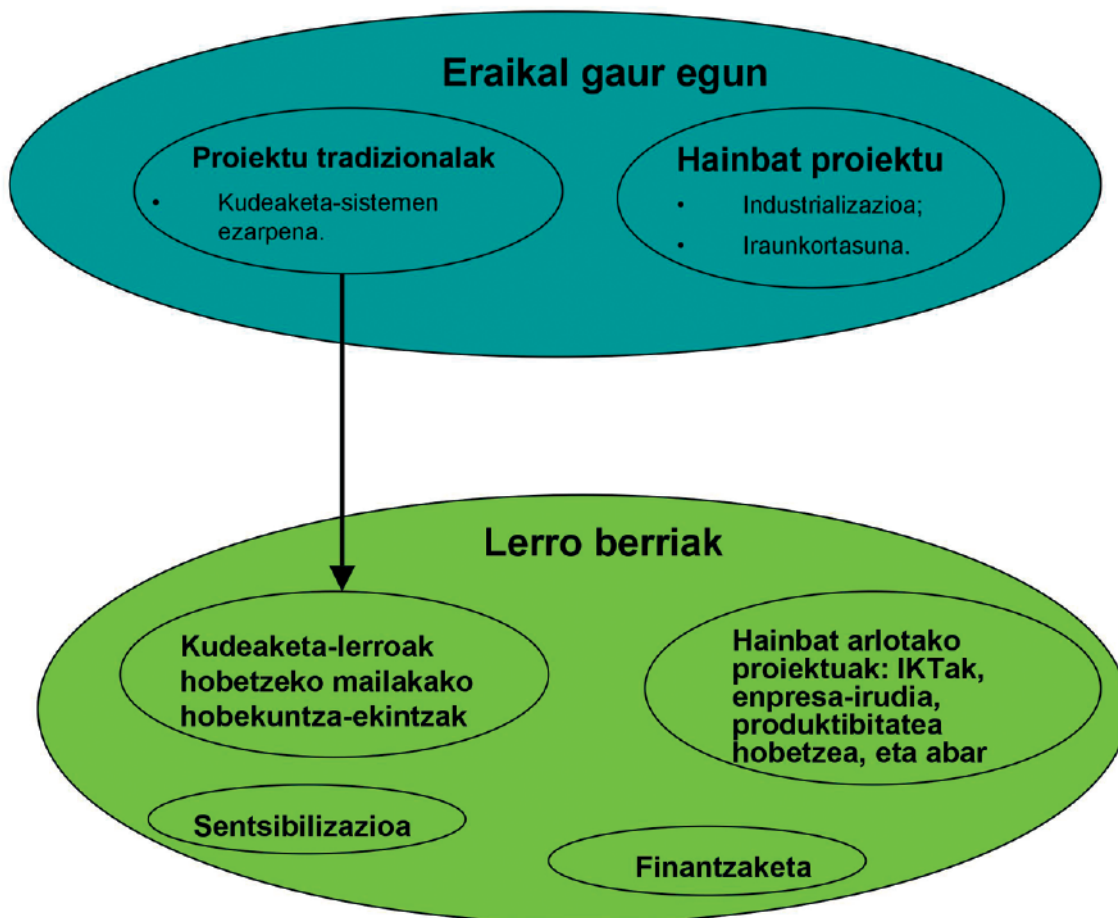 Eraikal gaur egun
Proiektu tradizionalak
• Kudeaketa-sistemen
ezarpena.
Hainbat proiektu
• Industrializazioa;
• Iraunkortasuna.
Lerro berriak
Kudeaketa-lerroak
hobetzeko mailakako
hobekuntza-ekintzak
Hainbat arlotako
proiektuak: IKTak,
enpresa-irudia,
produktibitatea
hobetzea, eta abar
Sentsibilizazioa
Finantzaketa